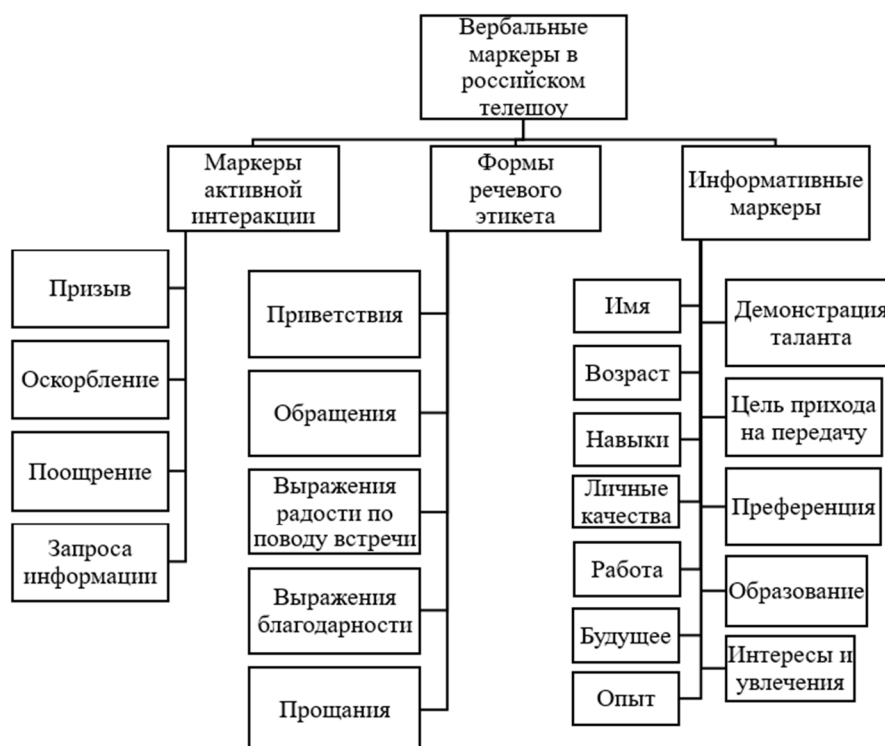 Вербальные
маркеры в
российском
телешоу
Маркеры
активной
интеракции
Формы
речевого
этикета
Информативные
маркеры
Призыв
Оскорбление
Поощрение
Запроса
информации
Приветствия
Обращения
Выражения
радости по
поводу встречи
Выражения
благодарности
Прощания
Имя
Возраст
Навыки
Личные
качества
Работа
Будущее
Опыт
Демонстрация
таланта
Цель прихода
на передачу
Преференция
Образование
Интересы и
увлечения